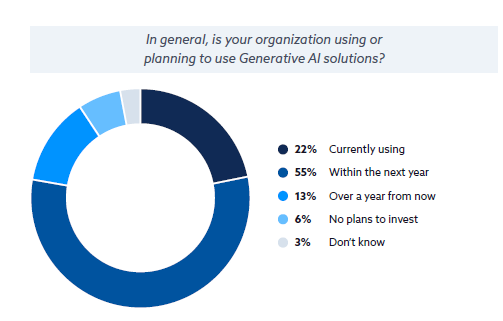 In general, is your organization using or
planning to use Generative AI solutions?
22% Currently using
55% Within the next year
13% Over a year from now
6% No plans to invest
3% Don't know